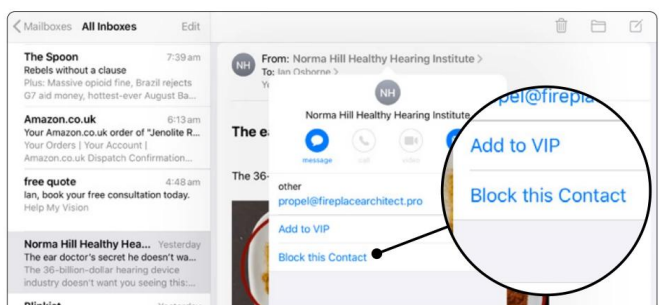 Mailboxes All Inboxes Edit
The Spoon 7:39 am
Rebels without a clause
Plus: Massive opioid fine, Brazil rejects
G7 aid money, hottest-ever August Ba...
Amazon.co.uk 6:13 am
Your Amazon.co.uk order of "Jenolite R...
Your Orders | Your Account |
Amazon.co.uk Dispatch Confirmation...
free quote 4:48 am
Ian, book your free consultation today.
Help My Vision
Norma Hill Healthy Hea... Yesterday
The ear doctor's secret he doesn't wa...
The 36-billion-dollar hearing device
industry doesn't want you seeing this:...
Blinkist Yesterday
NH
From: Norma Hill Healthy Hearing Institute >
To: Ian Osborne >
The e
The 36-
NH
Norma Hill Healthy Hearing Institute
message call video
other
propel@fireplacearchitect.pro
Add to VIP
Block this Contact
pel@firepla
Add to VIP
Block this Contact